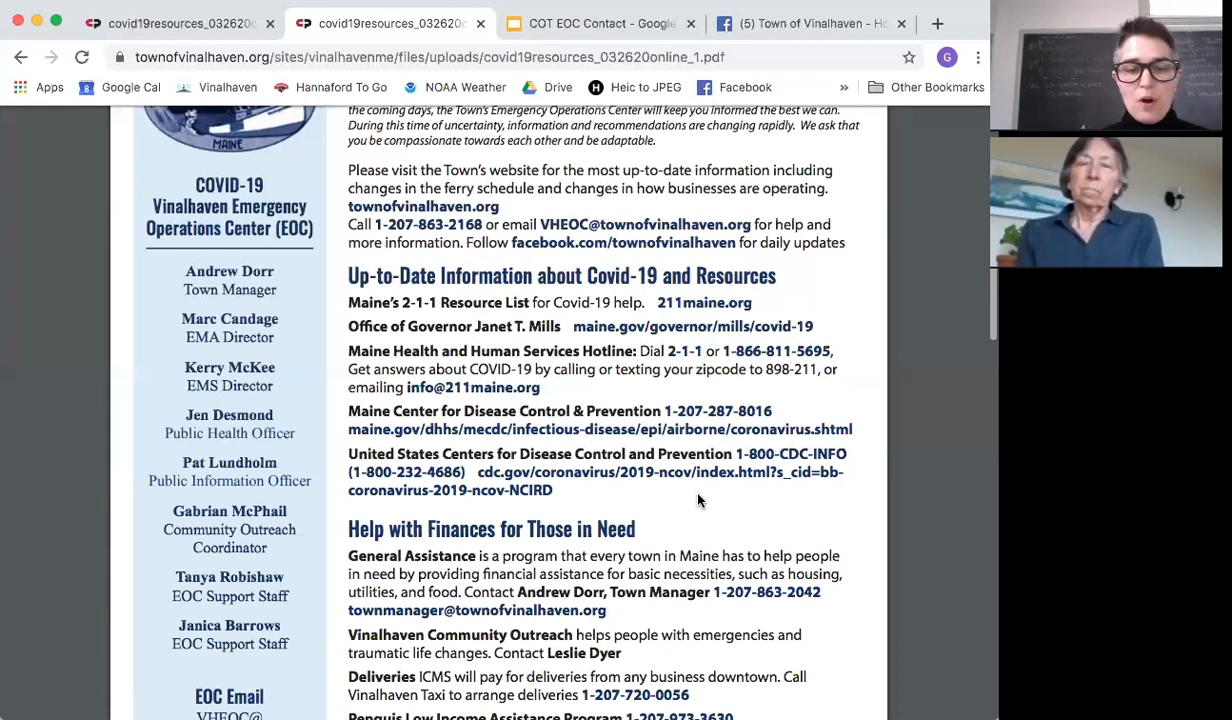 covid19resources_032620
covid19resources_032620
COT EOC Contact - Google
(5) Town of Vinalhaven - Ho
townofvinalhaven.org/sites/vinalhavenme/files/uploads/covid19resources_032620online_1.pdf
G
Apps
8
Google Cal
Vinalhaven
Hannaford To Go
NOAA Weather
Drive
H
Heic to JPEG
Facebook
»
Other Bookmarks
MAINE
COVID-19
Vinalhaven Emergency
Operations Center (EOC)
Andrew Dorr
Town Manager
Marc Candage
EMA Director
Kerry McKee
EMS Director
Jen Desmond
Public Health Officer
Pat Lundholm
Public Information Officer
Gabrian McPhail
Community Outreach
Coordinator
Tanya Robishaw
EOC Support Staff
Janica Barrows
EOC Support Staff
EOC Email
VHEOC@
the coming days, the Town's Emergency Operations Center will keep you informed the best we can.
During this time of uncertainty, information and recommendations are changing rapidly. We ask that
you be compassionate towards each other and be adaptable.
Please visit the Town's website for the most up-to-date information including
changes in the ferry schedule and changes in how businesses are operating.
townofvinalhaven.org
Call 1-207-863-2168 or email VHEOC@townofvinalhaven.org for help and
more information. Follow facebook.com/townofvinalhaven for daily updates
Up-to-Date Information about Covid-19 and Resources
Maine's 2-1-1 Resource List for Covid-19 help. 211maine.org
Office of Governor Janet T. Mills maine.gov/governor/mills/covid-19
Maine Health and Human Services Hotline: Dial 2-1-1 or 1-866-811-5695,
Get answers about COVID-19 by calling or texting your zipcode to 898-211, or
emailing info@211maine.org
Maine Center for Disease Control & Prevention 1-207-287-8016
maine.gov/dhhs/mecdc/infectious-disease/epi/airborne/coronavirus.shtml
United States Centers for Disease Control and Prevention 1-800-CDC-INFO
(1-800-232-4686) cdc.gov/coronavirus/2019-ncov/index.html?s_cid=bb-
coronavirus-2019-ncov-NCIRD
Help with Finances for Those in Need
General Assistance is a program that every town in Maine has to help people
in need by providing financial assistance for basic necessities, such as housing,
utilities, and food. Contact Andrew Dorr, Town Manager 1-207-863-2042
townmanager@townofvinalhaven.org
Vinalhaven Community Outreach helps people with emergencies and
traumatic life changes. Contact Leslie Dyer
Deliveries ICMS will pay for deliveries from any business downtown. Call
Vinalhaven Taxi to arrange deliveries 1-207-720-0056
Penquis Low Income Assistance Program 1-207-973-3630